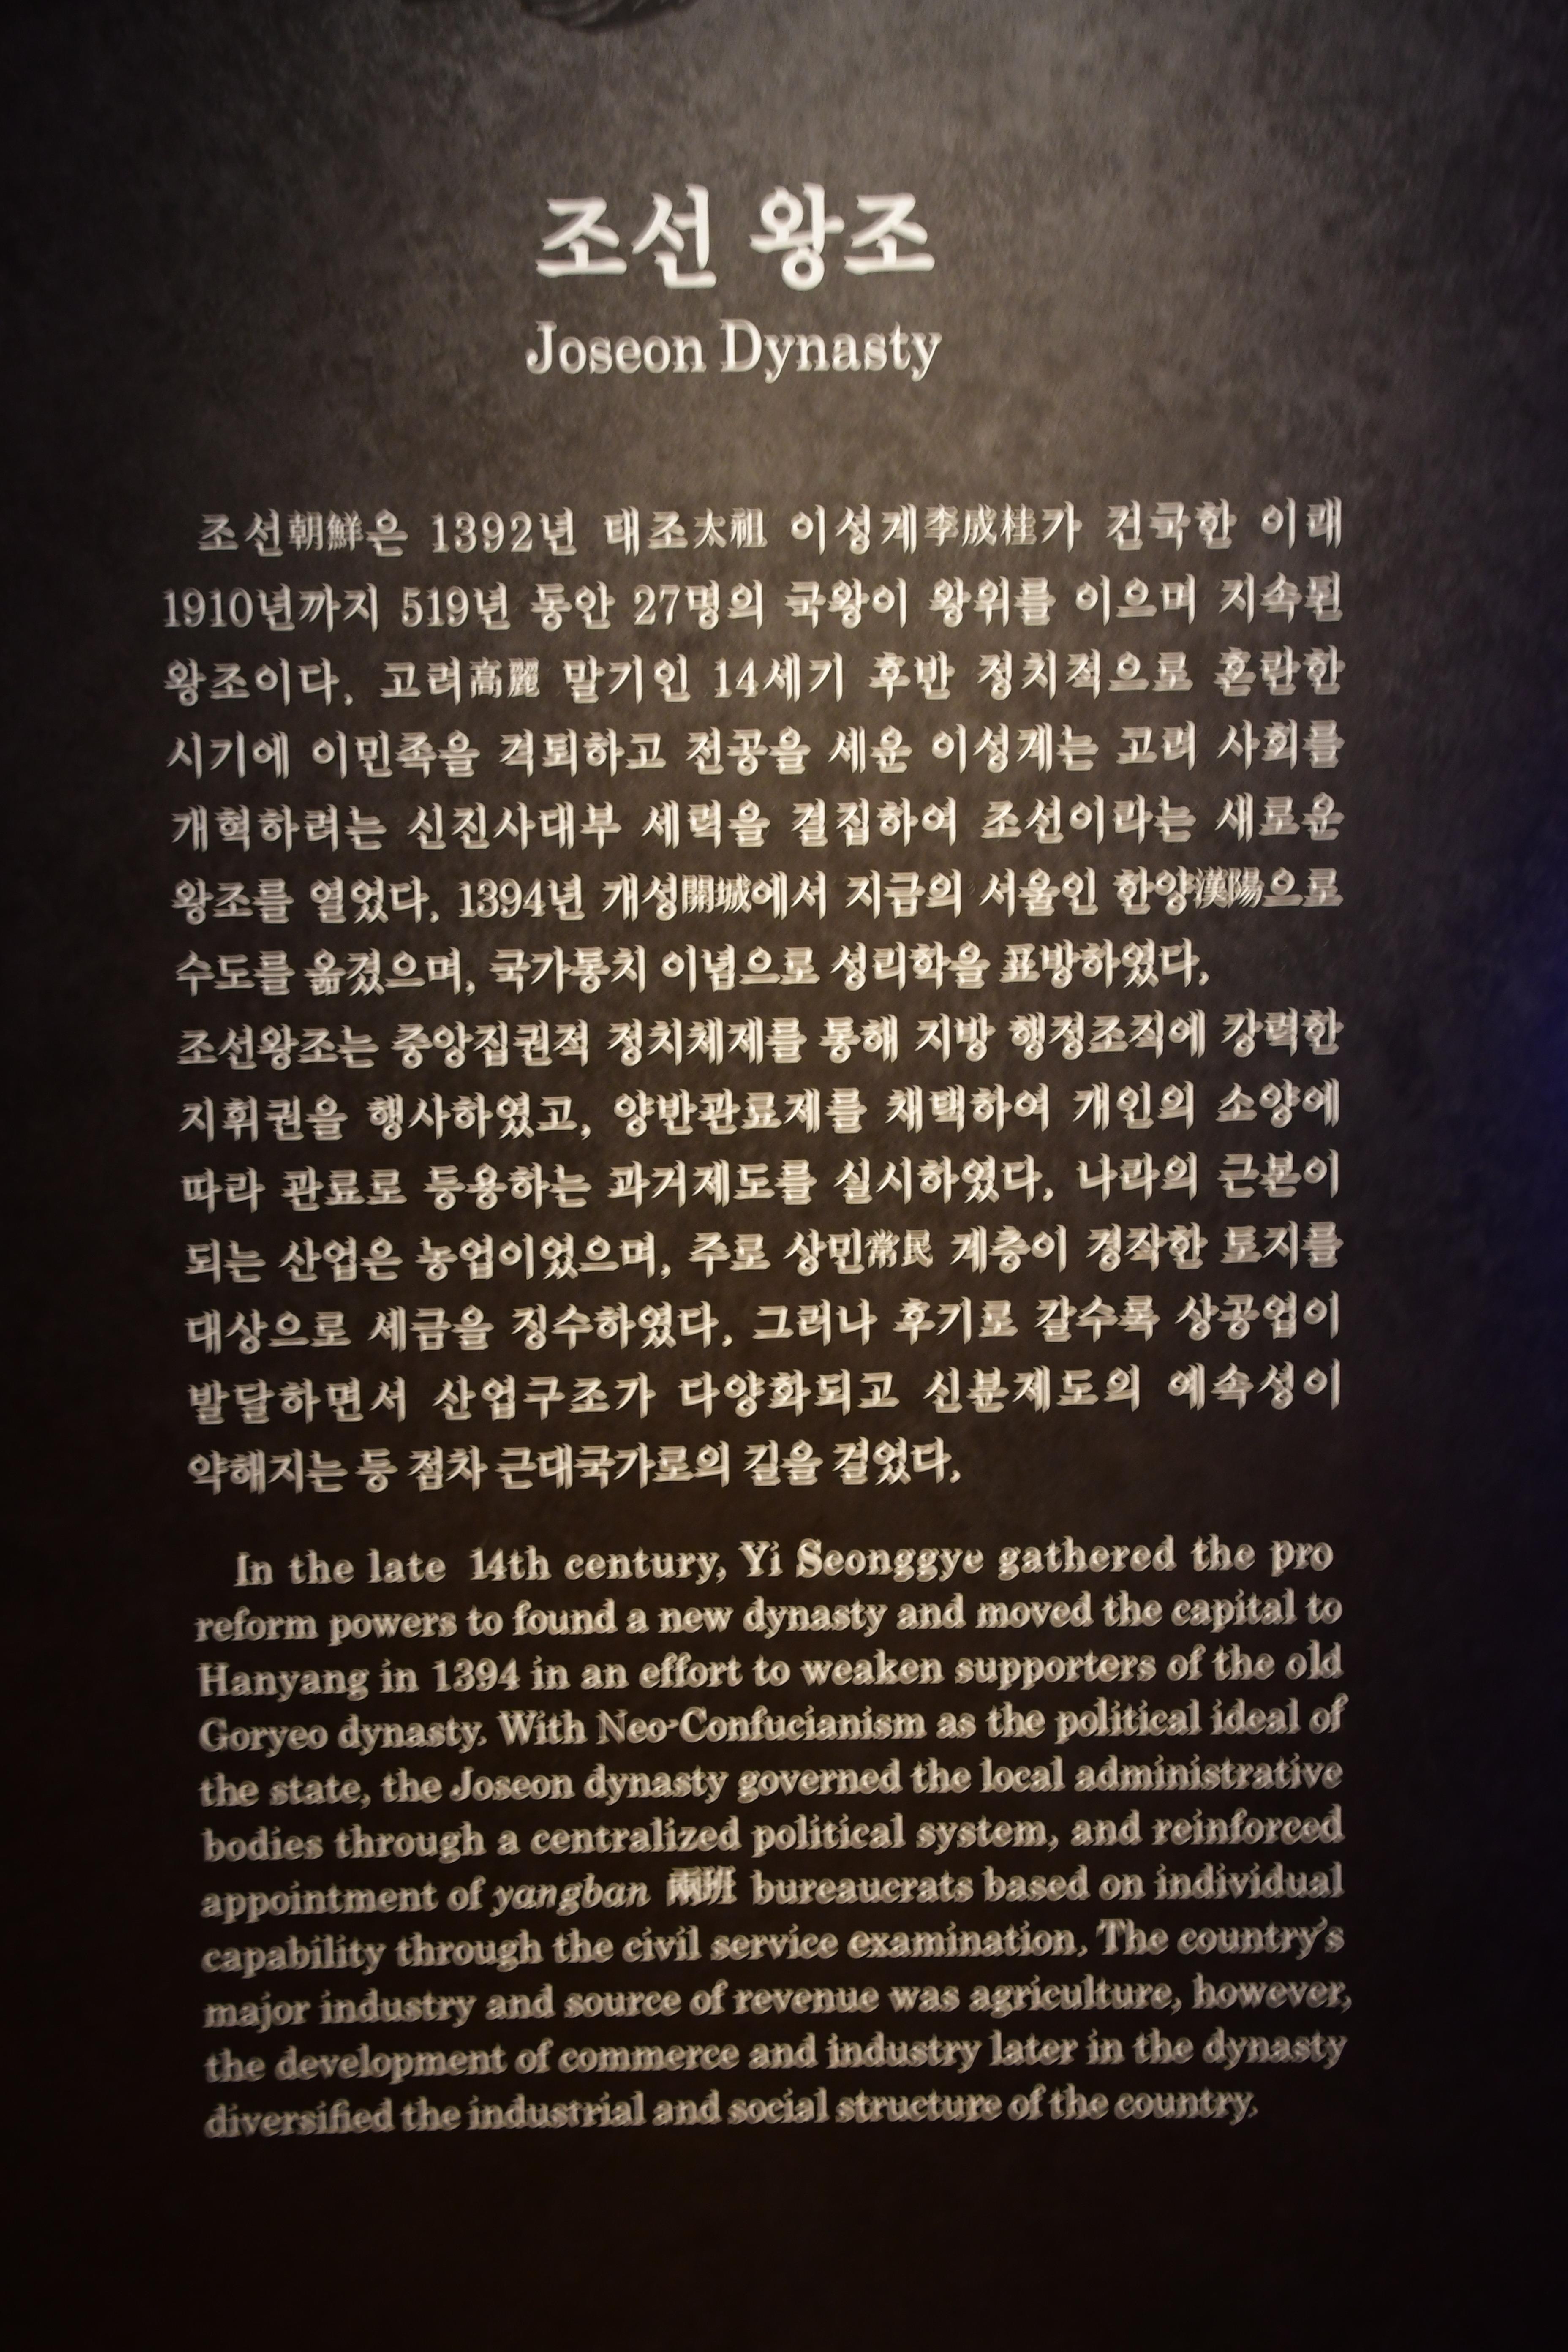 조선 왕조
Joseon Dynasty
조선朝鮮은 1392년 태조太祖 이성계李成桂가 건국한 이래
1910년까지 519년 동안 27명의 국왕이 왕위를 이으며 지속된
왕조이다. 고려高麗 말기인 14세기 후반 정치적으로 혼란한
시기에 이민족을 격퇴하고 전공을 세운 이성계는 고려 사회를
개혁하려는 신진사대부 세력을 결집하여 조선이라는 새로운
왕조를 열었다. 1394년 개성開城에서 지금의 서울인 한양漢陽으로
수도를 옮겼으며, 국가통치 이념으로 성리학을 표방하였다.
조선왕조는 중앙집권적 정치체제를 통해 지방 행정조직에 강력한
지휘권을 행사하였고, 양반관료제를 채택하여 개인의 소양에
따라 관료로 등용하는 과거제도를 실시하였다. 나라의 근본이
되는 산업은 농업이었으며, 주로 상민常民 계층이 경작한 토지를
대상으로 세금을 징수하였다. 그러나 후기로 갈수록 상공업이
발달하면서 산업구조가 다양화되고 신분제도의 예속성이
약해지는 등 점차 근대국가로의 길을 걸었다.
In the late 14th century, Yi Seonggye gathered the pro
reform powers to found a new dynasty and moved the capital to
Hanyang in 1394 in an effort to weaken supporters of the old
Goryeo dynasty. With Neo-Confucianism as the political ideal of
the state, the Joseon dynasty governed the local administrative
bodies through a centralized political system, and reinforced
appointment of yangban 兩班 bureaucrats based on individual
capability through the civil service examination. The country's
major industry and source of revenue was agriculture, however,
the development of commerce and industry later in the dynasty
diversified the industrial and social structure of the country.